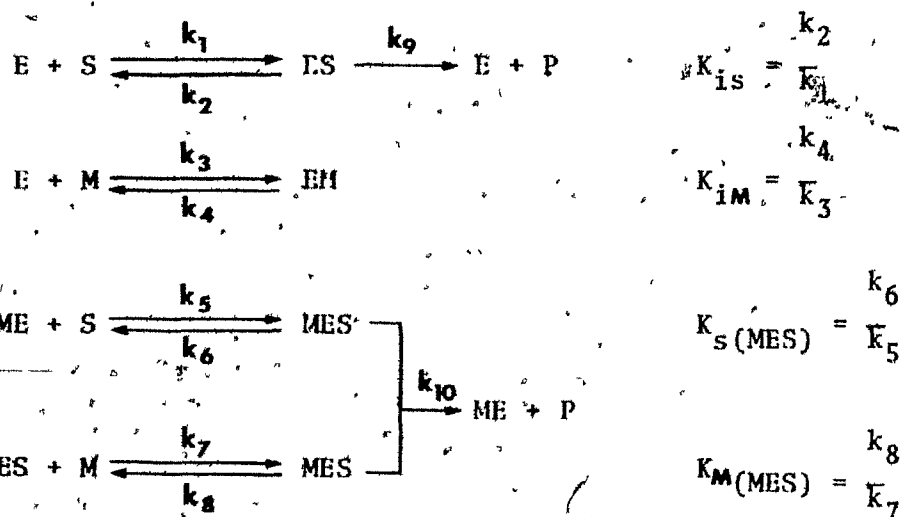 E + S k1 k2 ES k9 E + P Kis = k2 / k1
E + M k3 k4 EM KiM = k4 / k3
ME + S k5 k6 MES Ks(MES) = k6 / k5
k10 ME + P
ES + M k7 k8 MES KM(MES) = k8 / k7